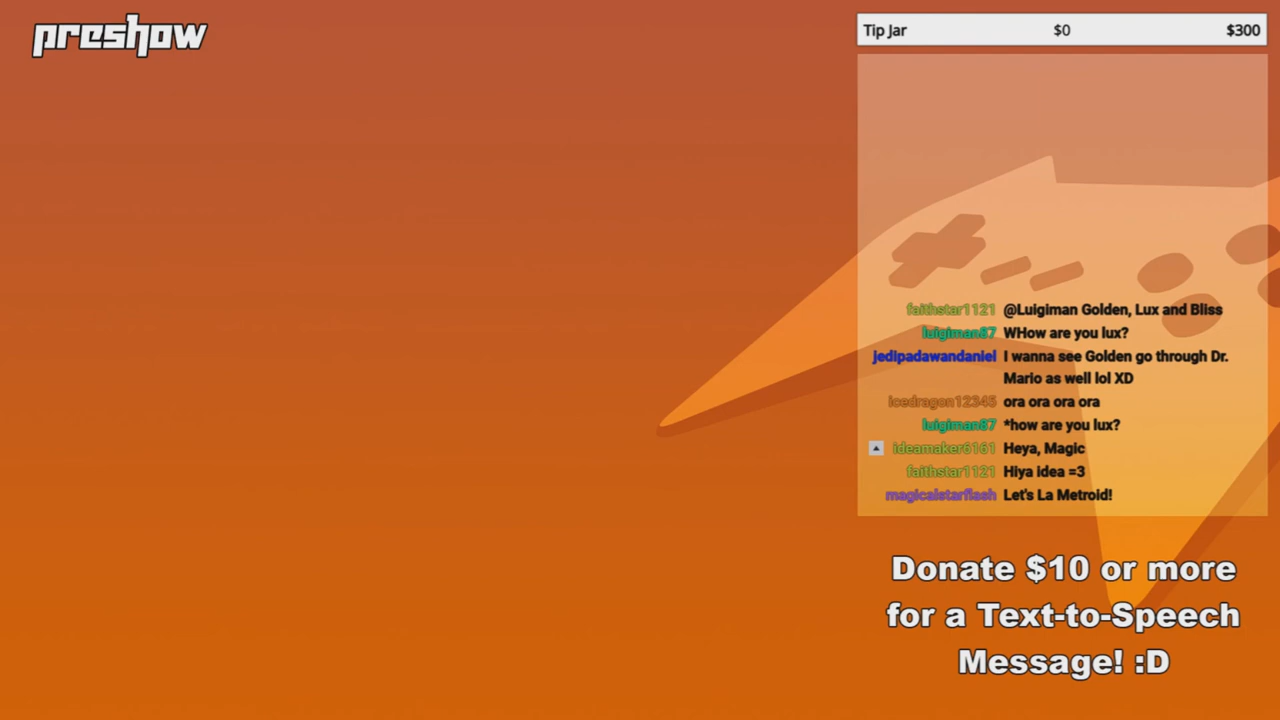 preshow
Tip Jar $0 $300
faithstar1121 @Luigiman Golden, Lux and Bliss
luigiman87 WHow are you lux?
jedipadawandaniel I wanna see Golden go through Dr.
Mario as well lol XD
icedragon12345 ora ora ora ora
luigiman87 *how are you lux?
ideamaker6161 Heya, Magic
faithstar1121 Hiya idea =3
magicalstarflash Let's La Metroid!
Donate $10 or more
for a Text-to-Speech
Message! :D